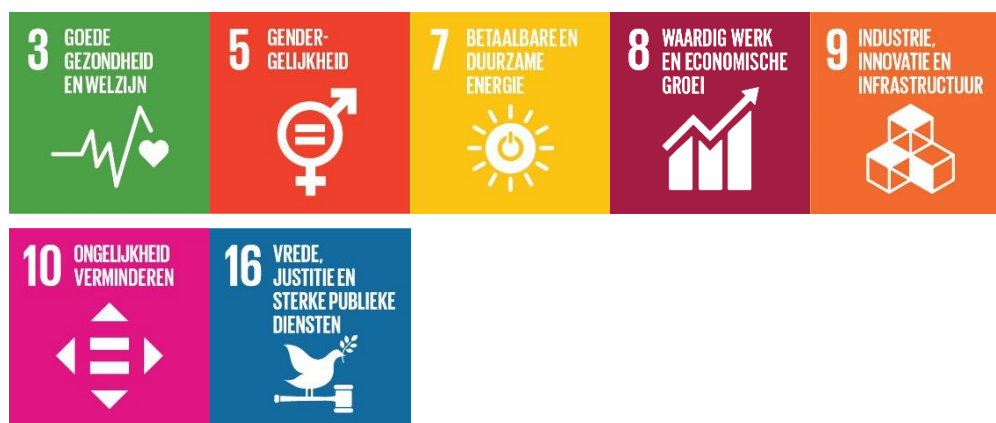 3 GOEDE
GEZONDHEID
EN WELZIJN
5 GENDER-
GELIJKHEID
7 BETAALBARE EN
DUURZAME
ENERGIE
8 WAARDIG WERK
EN ECONOMISCHE
GROEI
9 INDUSTRIE,
INNOVATIE EN
INFRASTRUCTUUR
10 ONGELIJKHEID
VERMINDEREN
16 VREDE,
JUSTITIE EN
STERKE PUBLIEKE
DIENSTEN